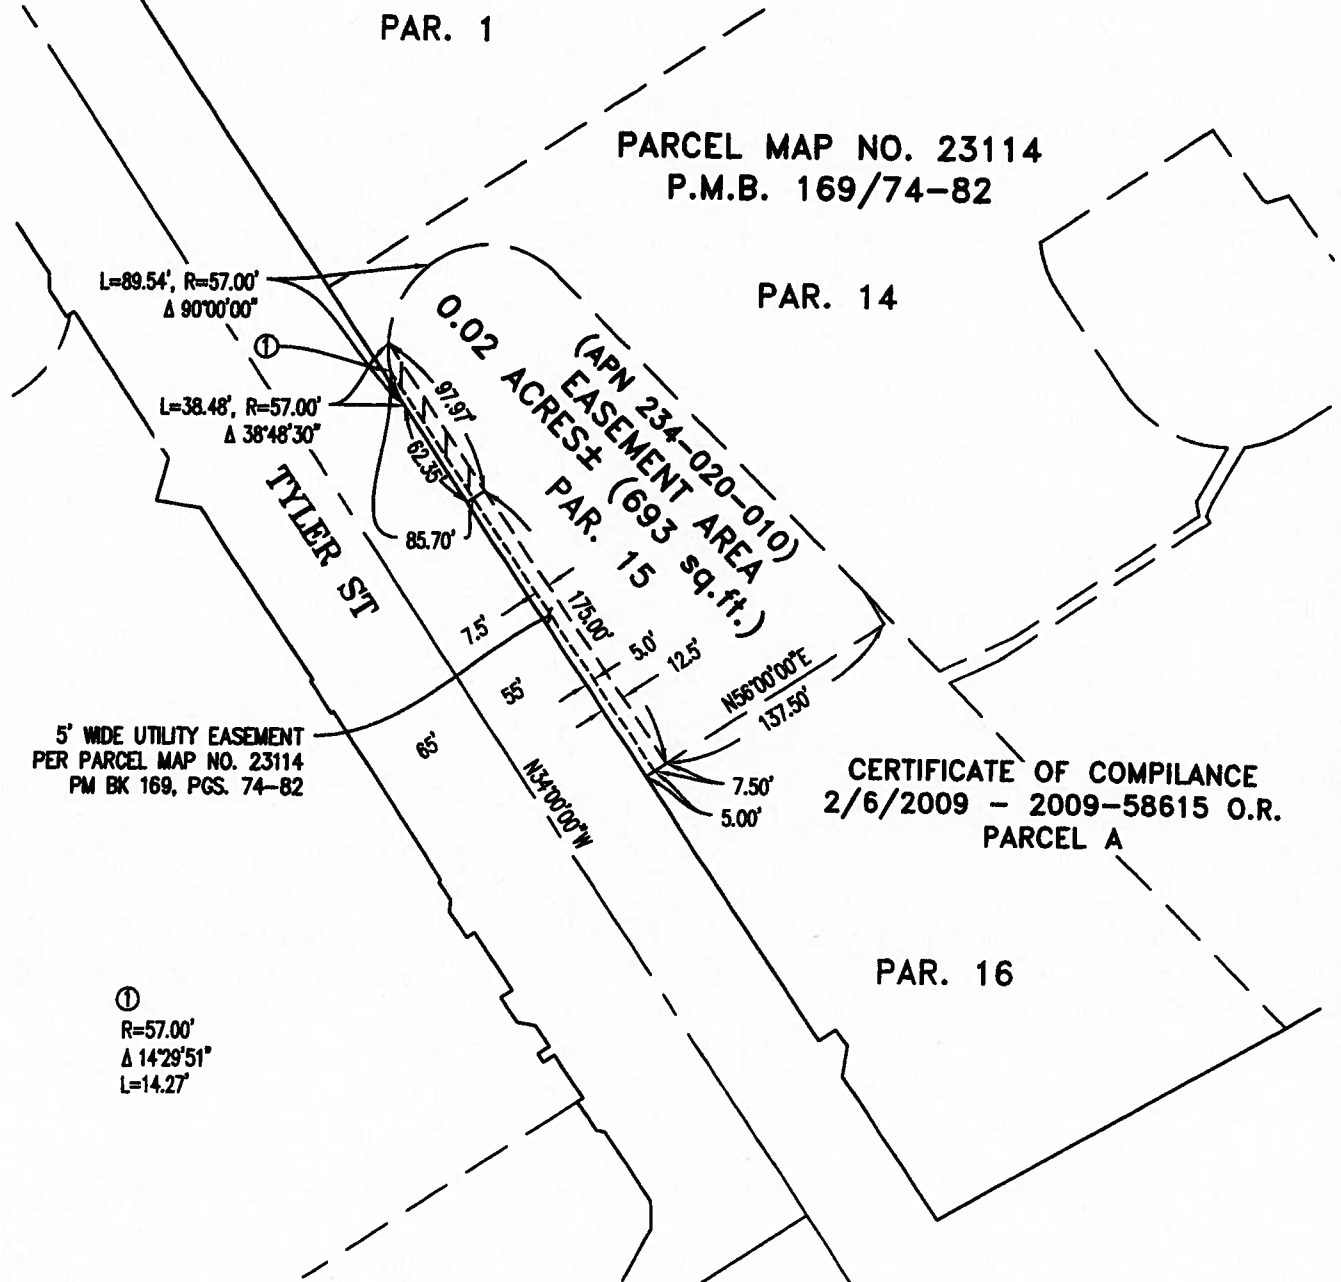 PAR. 1
PARCEL MAP NO. 23114
P.M.B. 169/74-82
PAR. 14
L=89.54', R=57.00'
Δ 90°00'00"
①
L=38.48', R=57.00'
Δ 38°48'30"
97.97'
62.35'
85.70'
(APN 234-020-010)
EASEMENT AREA
0.02 ACRES± (693 sq.ft.)
PAR. 15
TYLER ST
7.5'
175.00'
5.0'
12.5'
55'
65'
N56°00'00"E
137.50'
N34°00'00"W
5' WIDE UTILITY EASEMENT
PER PARCEL MAP NO. 23114
PM BK 169, PGS. 74-82
7.50'
5.00'
CERTIFICATE OF COMPILANCE
2/6/2009 - 2009-58615 O.R.
PARCEL A
PAR. 16
①
R=57.00'
Δ 14°29'51"
L=14.27'